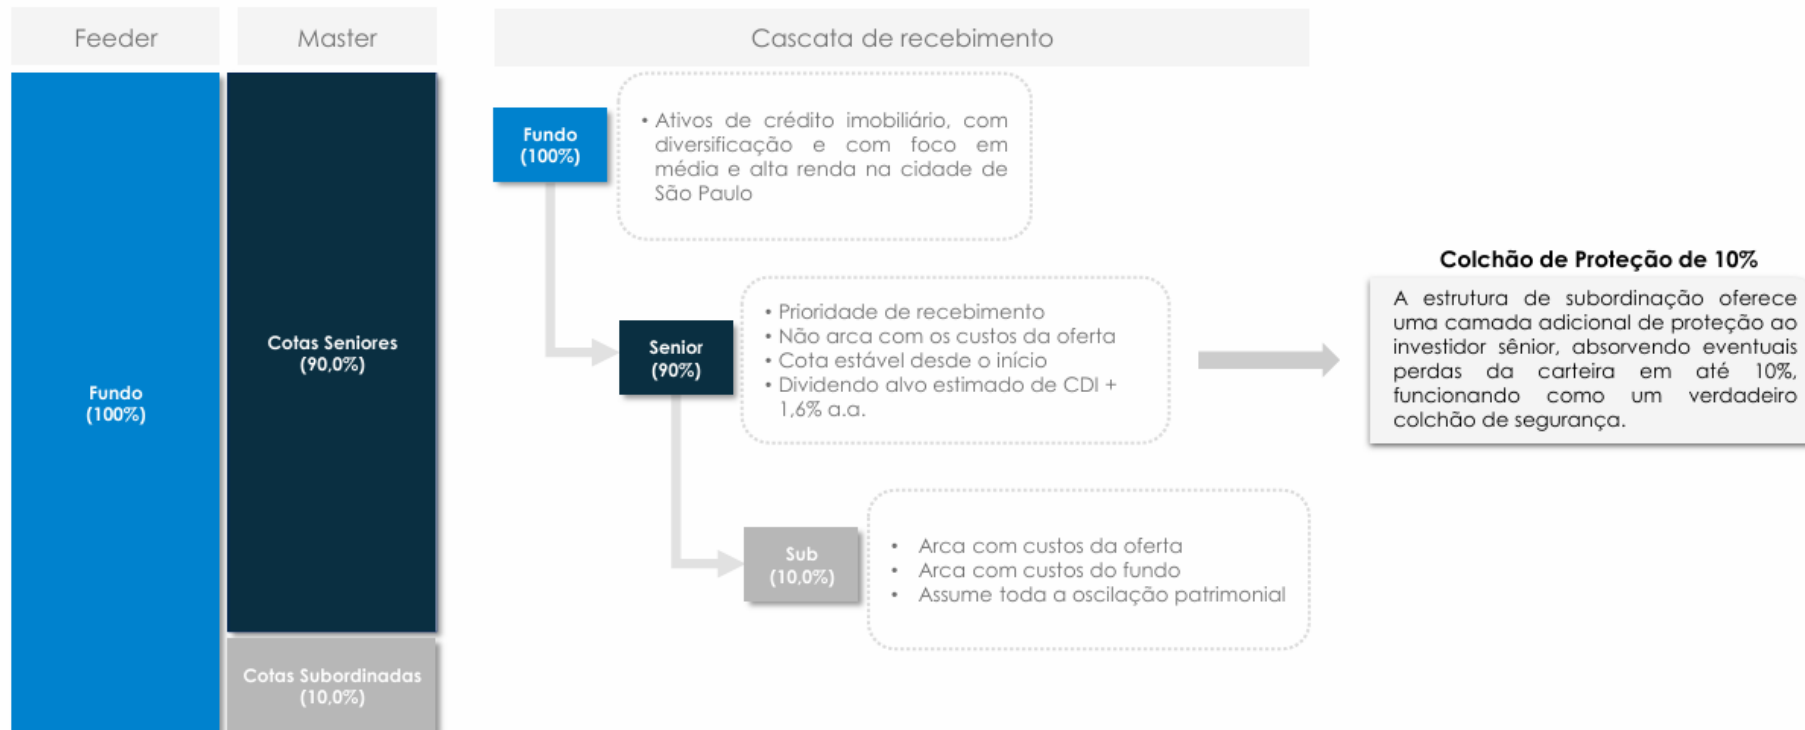 Feeder
Master
Cascata de recebimento
Fundo
(100%)
Cotas Seniores
(90,0%)
Cotas Subordinadas
(10,0%)
Fundo
(100%)
• Ativos de crédito imobiliário, com
diversificação e com foco em
média e alta renda na cidade de
São Paulo
Senior
(90%)
• Prioridade de recebimento
• Não arca com os custos da oferta
• Cota estável desde o início
• Dividendo alvo estimado de CDI +
1,6% a.a.
Sub
(10,0%)
• Arca com custos da oferta
• Arca com custos do fundo
• Assume toda a oscilação patrimonial
Colchão de Proteção de 10%
A estrutura de subordinação oferece
uma camada adicional de proteção ao
investidor sênior, absorvendo eventuais
perdas da carteira em até 10%,
funcionando como um verdadeiro
colchão de segurança.